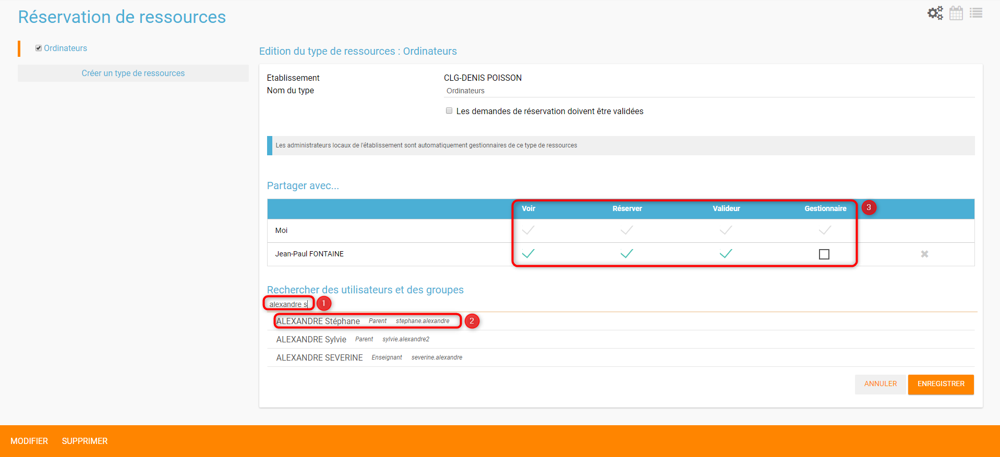 Réservation de ressources
Ordinateurs
Créer un type de ressources
Edition du type de ressources : Ordinateurs
Etablissement CLG-DENIS POISSON
Nom du type Ordinateurs
Les demandes de réservation doivent être validées
Les administrateurs locaux de l'établissement sont automatiquement gestionnaires de ce type de ressources
Partager avec...
Voir Réserver Valideur Gestionnaire 3
Moi
Jean-Paul FONTAINE
Rechercher des utilisateurs et des groupes
alexandre s 1
ALEXANDRE Stéphane Parent stephane.alexandre 2
ALEXANDRE Sylvie Parent sylvie.alexandre2
ALEXANDRE SEVERINE Enseignant severine.alexandre
ANNULER ENREGISTRER
MODIFIER SUPPRIMER